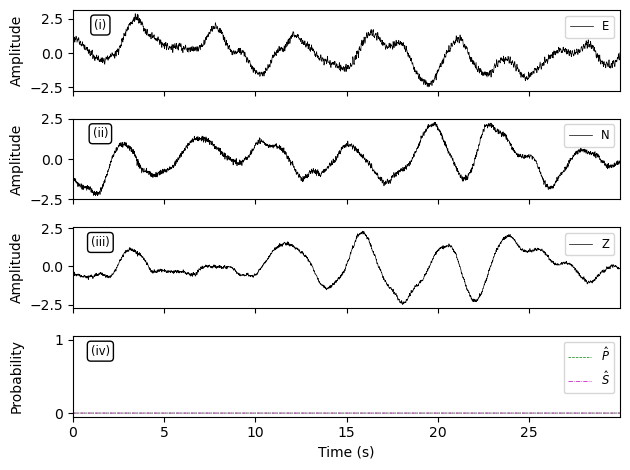 2.5
0.0
−2.5
Amplitude
(i)
E
2.5
0.0
−2.5
Amplitude
(ii)
N
2.5
0.0
−2.5
Amplitude
(iii)
Z
1
0
Probability
(iv)
P̂
Ŝ
0 5 10 15 20 25
Time (s)